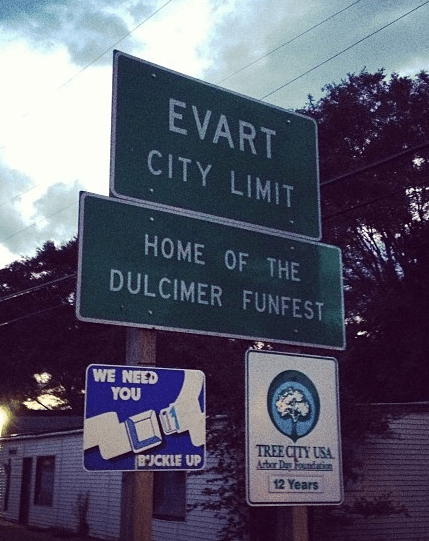 EVART
CITY LIMIT
HOME OF THE
DULCIMER FUNFEST
WE NEED
YOU
BUCKLE UP
TREE CITY USA
Arbor Day Foundation
12 Years